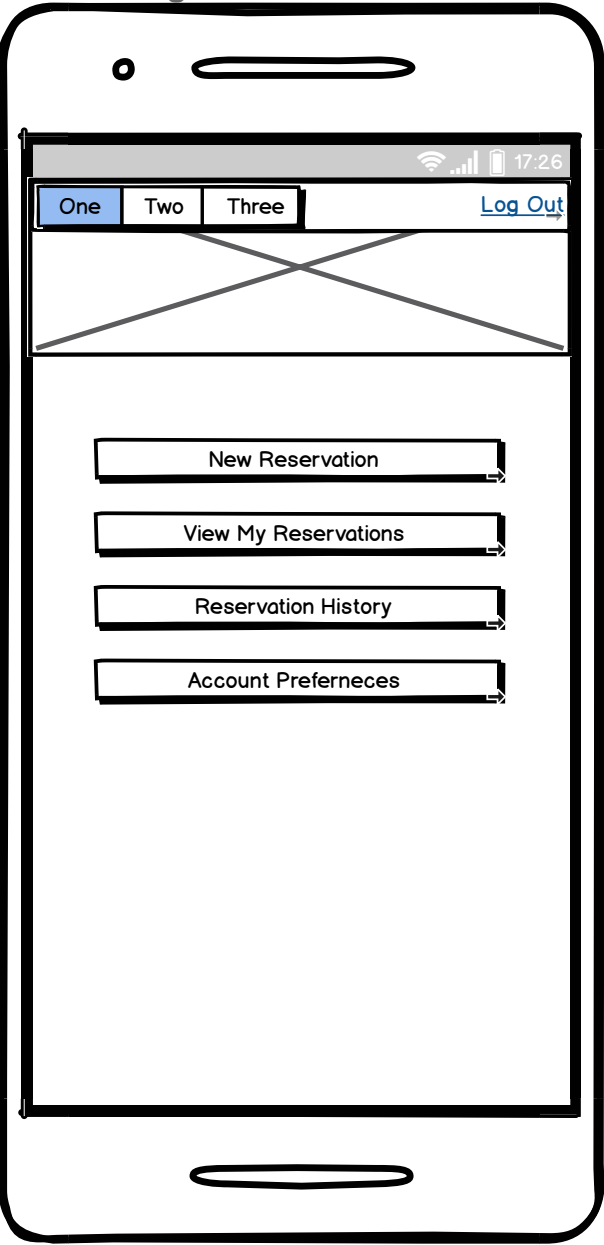 17:26
One Two Three Log Out
New Reservation
View My Reservations
Reservation History
Account Preferneces